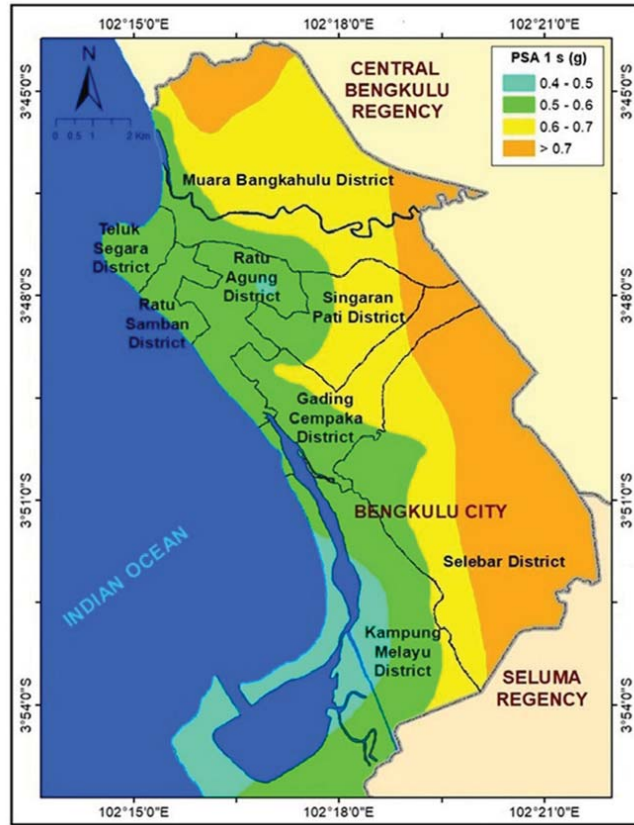 102°15'0"E
102°18'0"E
102°21'0"E
N
0 0.5 1 2 Km
CENTRAL
BENGKULU
REGENCY
PSA 1 s (g)
0.4 - 0.5
0.5 - 0.6
0.6 - 0.7
> 0.7
3°45'0"S
3°45'0"S
Muara Bangkahulu District
Teluk
Segara
District
Ratu
Agung
District
Ratu
Samban
District
Singaran
Pati District
3°48'0"S
3°48'0"S
Gading
Cempaka
District
3°51'0"S
3°51'0"S
BENGKULU CITY
INDIAN OCEAN
Selebar District
Kampung
Melayu
District
SELUMA
REGENCY
3°54'0"S
3°54'0"S
102°15'0"E
102°18'0"E
102°21'0"E